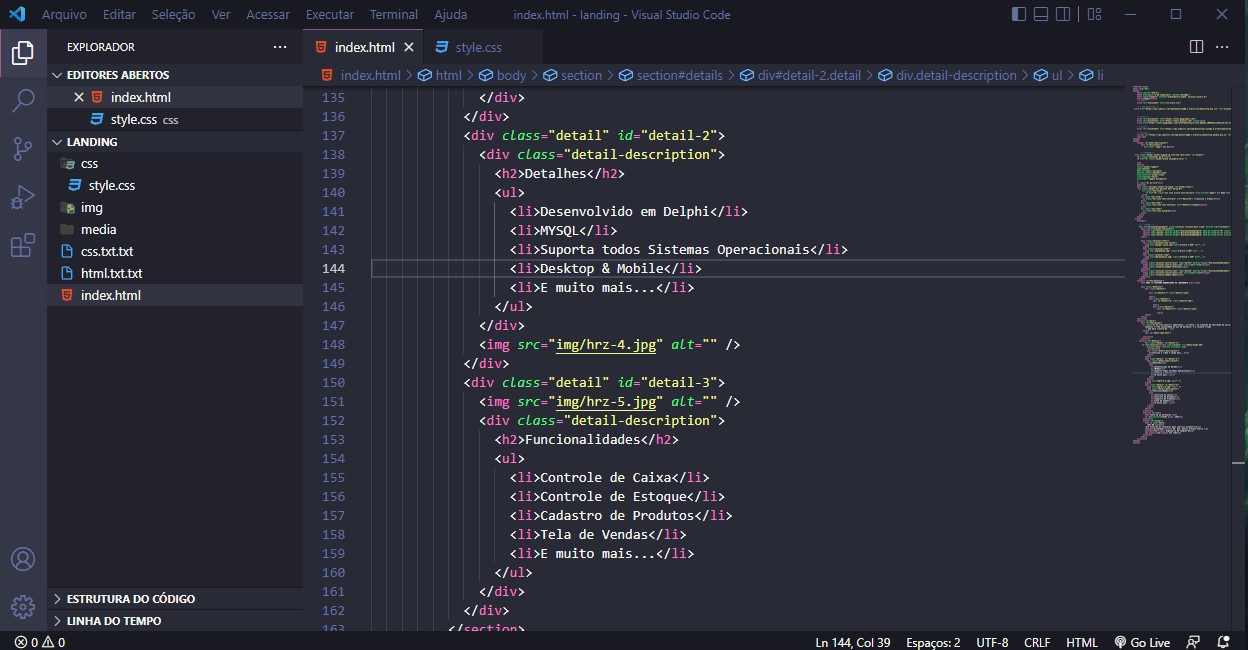 Arquivo Editar Seleção Ver Acessar Executar Terminal Ajuda index.html - landing - Visual Studio Code
EXPLORADOR
index.html style.css
EDITORES ABERTOS
index.html
style.css css
LANDING
css
style.css
img
media
css.txt.txt
html.txt.txt
index.html
ESTRUTURA DO CÓDIGO
LINHA DO TEMPO
index.html > html > body > section > section#details > div#detail-2.detail > div.detail-description > ul > li
135 </div>
136 </div>
137 <div class="detail" id="detail-2">
138 <div class="detail-description">
139 <h2>Detalhes</h2>
140 <ul>
141 <li>Desenvolvido em Delphi</li>
142 <li>MYSQL</li>
143 <li>Suporta todos Sistemas Operacionais</li>
144 <li>Desktop & Mobile</li>
145 <li>E muito mais...</li>
146 </ul>
147 </div>
148 <img src="img/hrz-4.jpg" alt="" />
149 </div>
150 <div class="detail" id="detail-3">
151 <img src="img/hrz-5.jpg" alt="" />
152 <div class="detail-description">
153 <h2>Funcionalidades</h2>
154 <ul>
155 <li>Controle de Caixa</li>
156 <li>Controle de Estoque</li>
157 <li>Cadastro de Produtos</li>
158 <li>Tela de Vendas</li>
159 <li>E muito mais...</li>
160 </ul>
161 </div>
162 </div>
163 </section>
0 0 Ln 144, Col 39 Espaços: 2 UTF-8 CRLF HTML Go Live